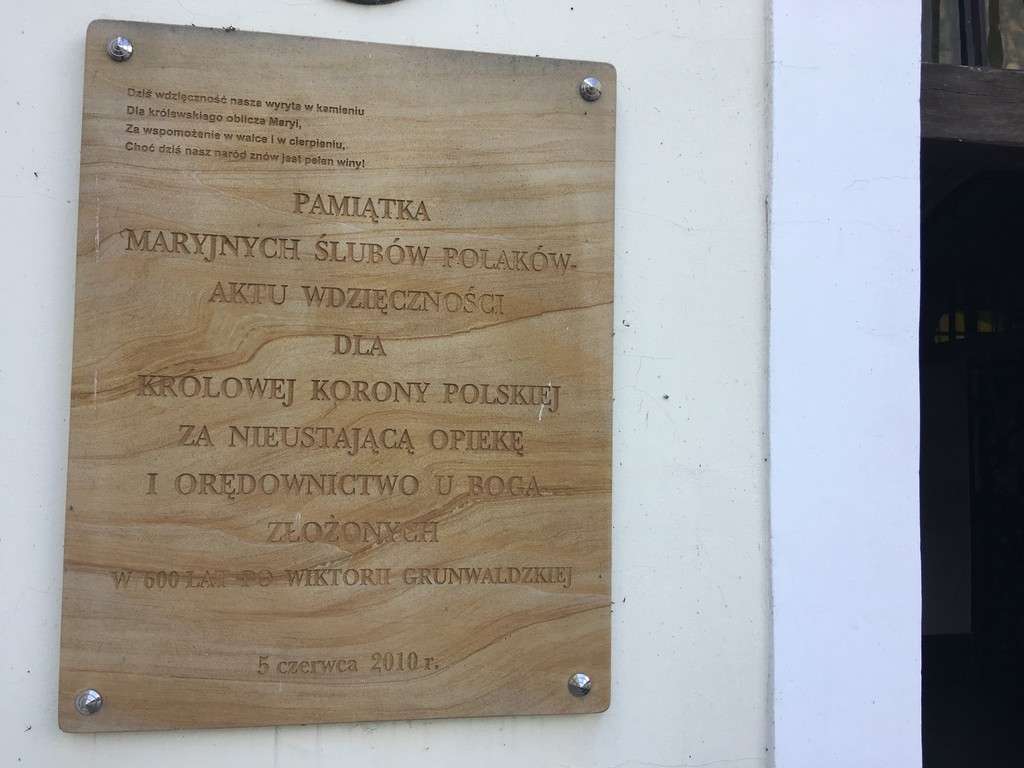 Dziś wdzięczność nasza wyryta w kamieniu
Dla królewskiego oblicza Maryi,
Za wspomożenie w walce i w cierpieniu,
Choć dziś nasz naród znów jest pełen winy!
PAMIĄTKA
MARYJNYCH ŚLUBÓW POLAKÓW-
AKTU WDZIĘCZNOŚCI
DLA
KRÓLOWEJ KORONY POLSKIEJ
ZA NIEUSTAJĄCĄ OPIEKĘ
I ORĘDOWNICTWO U BOGA
ZŁOŻONYCH
W 600 LAT PO WIKTORII GRUNWALDZKIEJ
5 czerwca 2010 r.